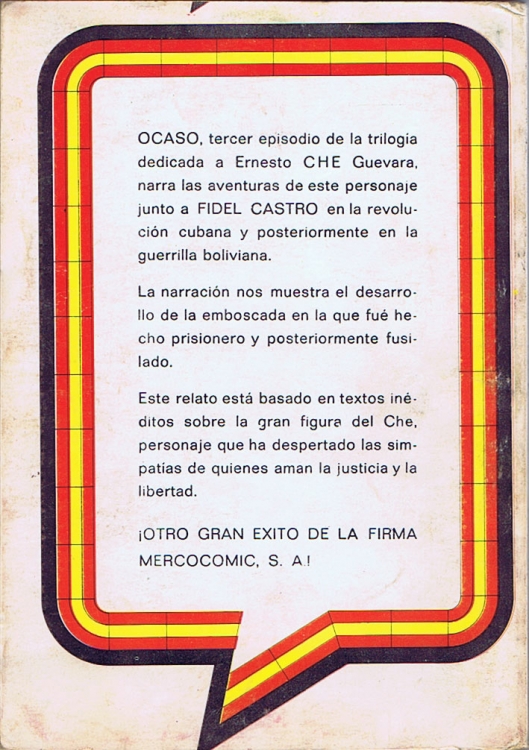 OCASO, tercer episodio de la trilogia
dedicada a Ernesto CHE Guevara,
narra las aventuras de este personaje
junto a FIDEL CASTRO en la revolu-
ción cubana y posteriormente en la
guerrilla boliviana.
La narración nos muestra el desarro-
llo de la emboscada en la que fué he-
cho prisionero y posteriormente fusi-
lado.
Este relato está basado en textos iné-
ditos sobre la gran figura del Che,
personaje que ha despertado las sim-
patías de quienes aman la justicia y la
libertad.
¡OTRO GRAN EXITO DE LA FIRMA
MERCOCOMIC, S. A.!